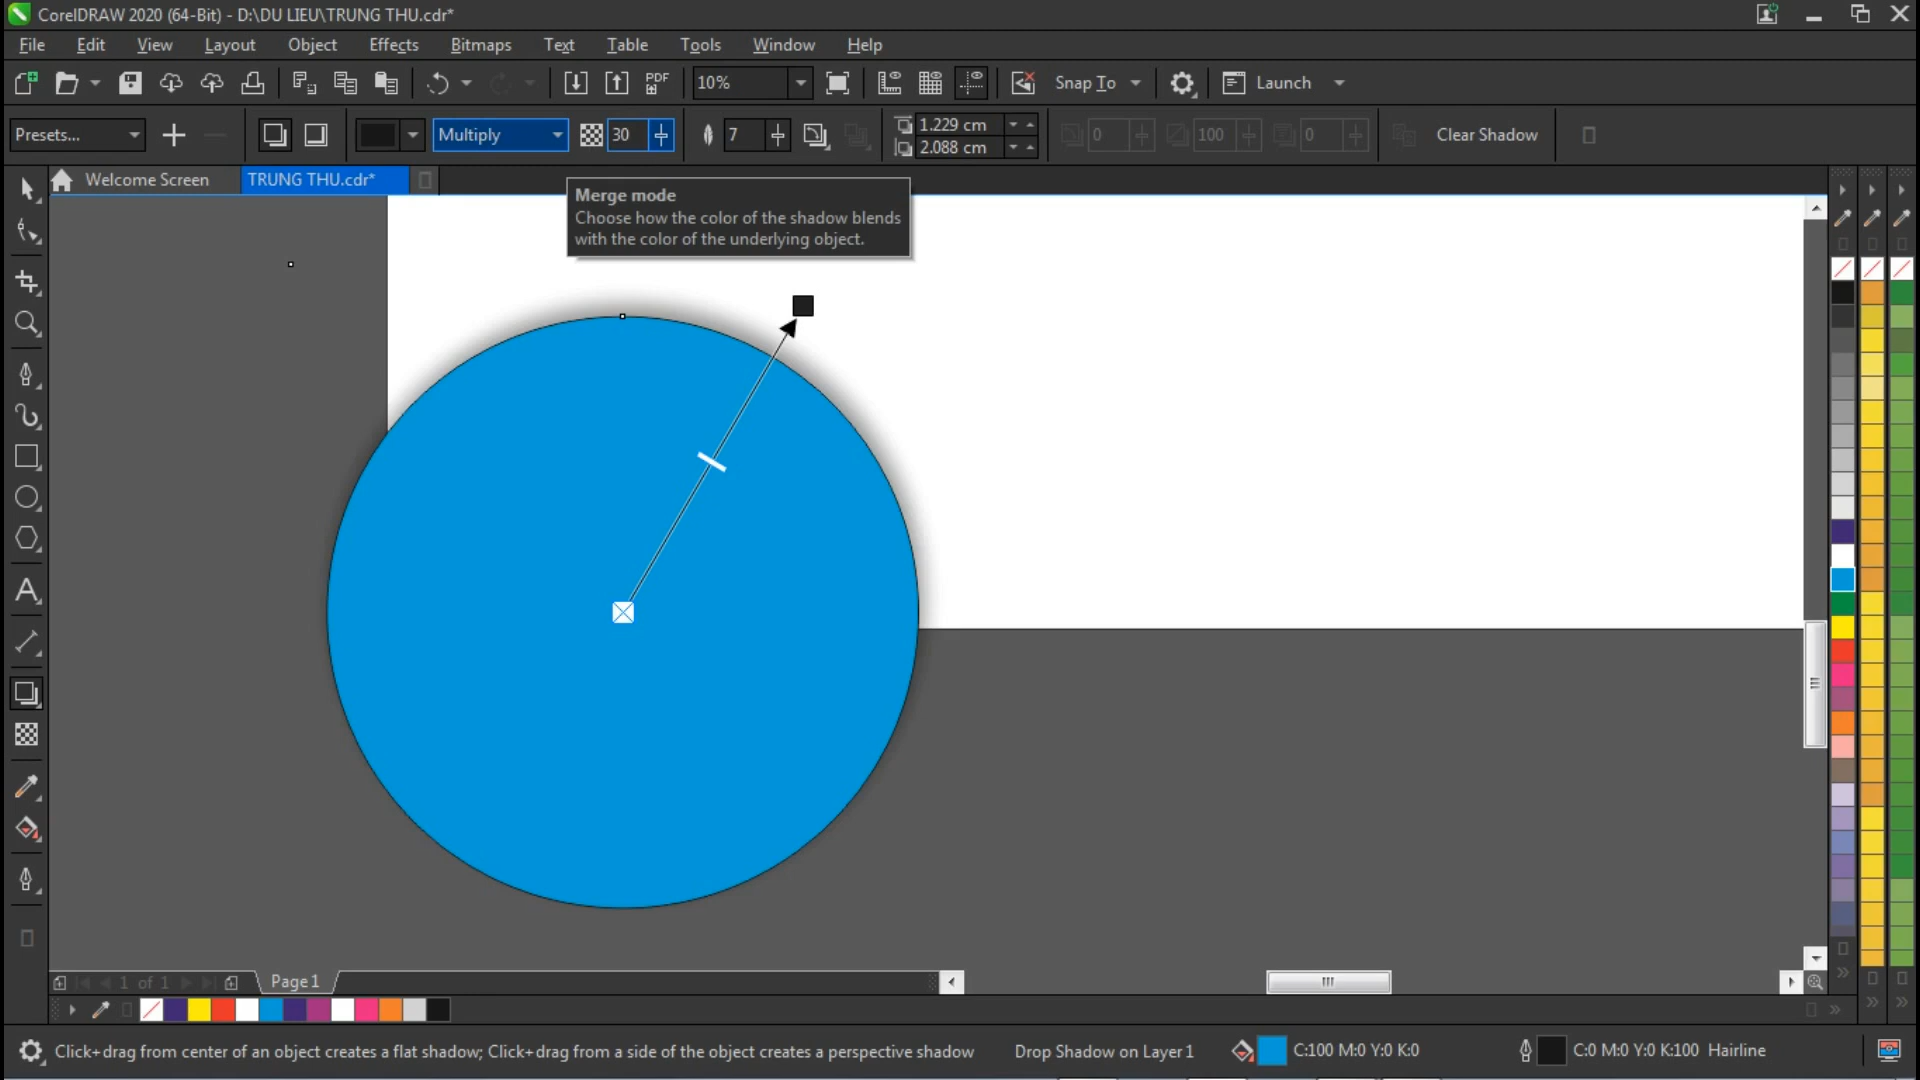 CorelDRAW 2020 (64-Bit) - D:\DU LIEU\TRUNG THU.cdr*
File Edit View Layout Object Effects Bitmaps Text Table Tools Window Help
PDF 10% Snap To Launch
Presets... Multiply 30 7 1.229 cm 0 100 0 Clear Shadow
2.088 cm
Welcome Screen TRUNG THU.cdr*
Merge mode
Choose how the color of the shadow blends
with the color of the underlying object.
1 of 1 Page 1
Click+drag from center of an object creates a flat shadow; Click+drag from a side of the object creates a perspective shadow Drop Shadow on Layer 1 C:100 M:0 Y:0 K:0 C:0 M:0 Y:0 K:100 Hairline